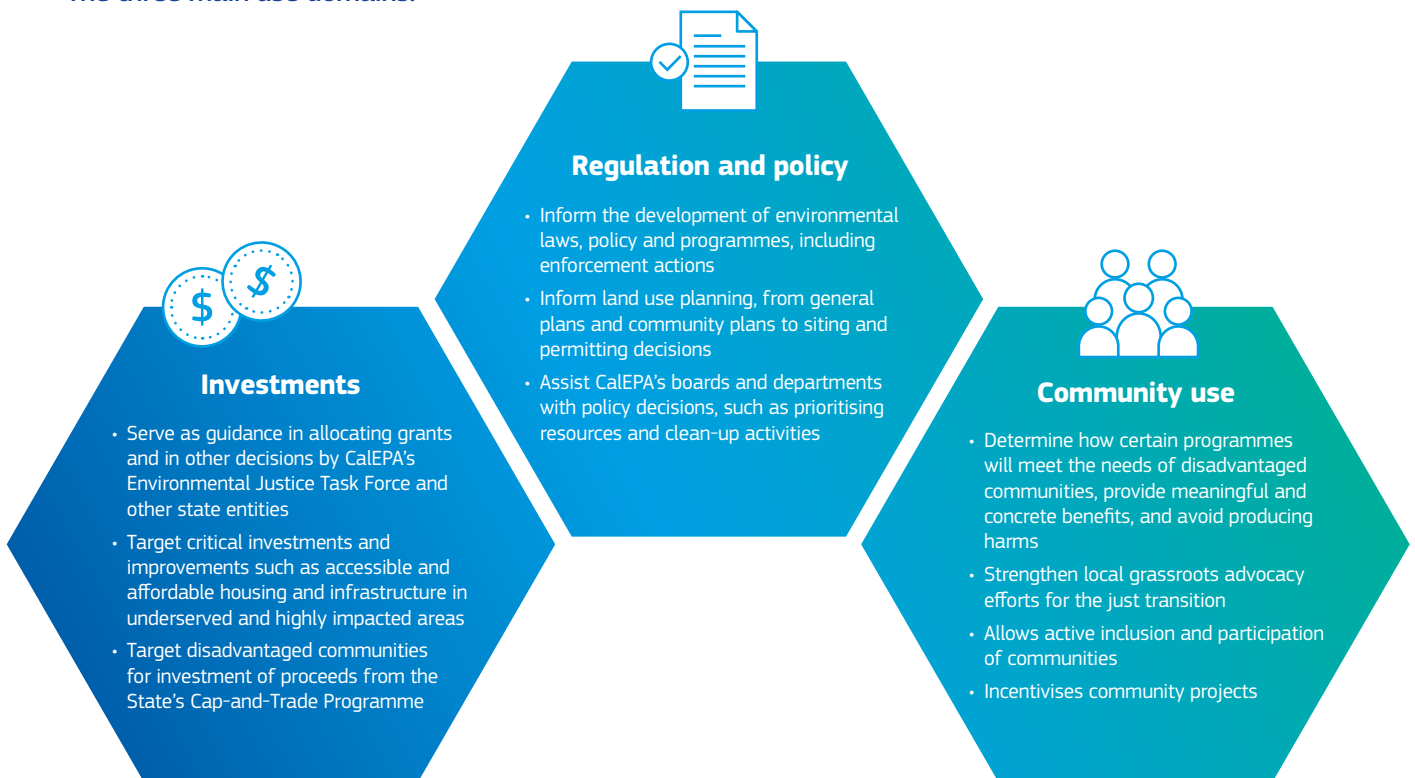 The three main use domains:
Regulation and policy
• Inform the development of environmental
laws, policy and programmes, including
enforcement actions
• Inform land use planning, from general
plans and community plans to siting and
permitting decisions
• Assist CalEPA's boards and departments
with policy decisions, such as prioritising
resources and clean-up activities
$ $
Investments
• Serve as guidance in allocating grants
and in other decisions by CalEPA's
Environmental Justice Task Force and
other state entities
• Target critical investments and
improvements such as accessible and
affordable housing and infrastructure in
underserved and highly impacted areas
• Target disadvantaged communities
for investment of proceeds from the
State's Cap-and-Trade Programme
Community use
• Determine how certain programmes
will meet the needs of disadvantaged
communities, provide meaningful and
concrete benefits, and avoid producing
harms
• Strengthen local grassroots advocacy
efforts for the just transition
• Allows active inclusion and participation
of communities
• Incentivises community projects